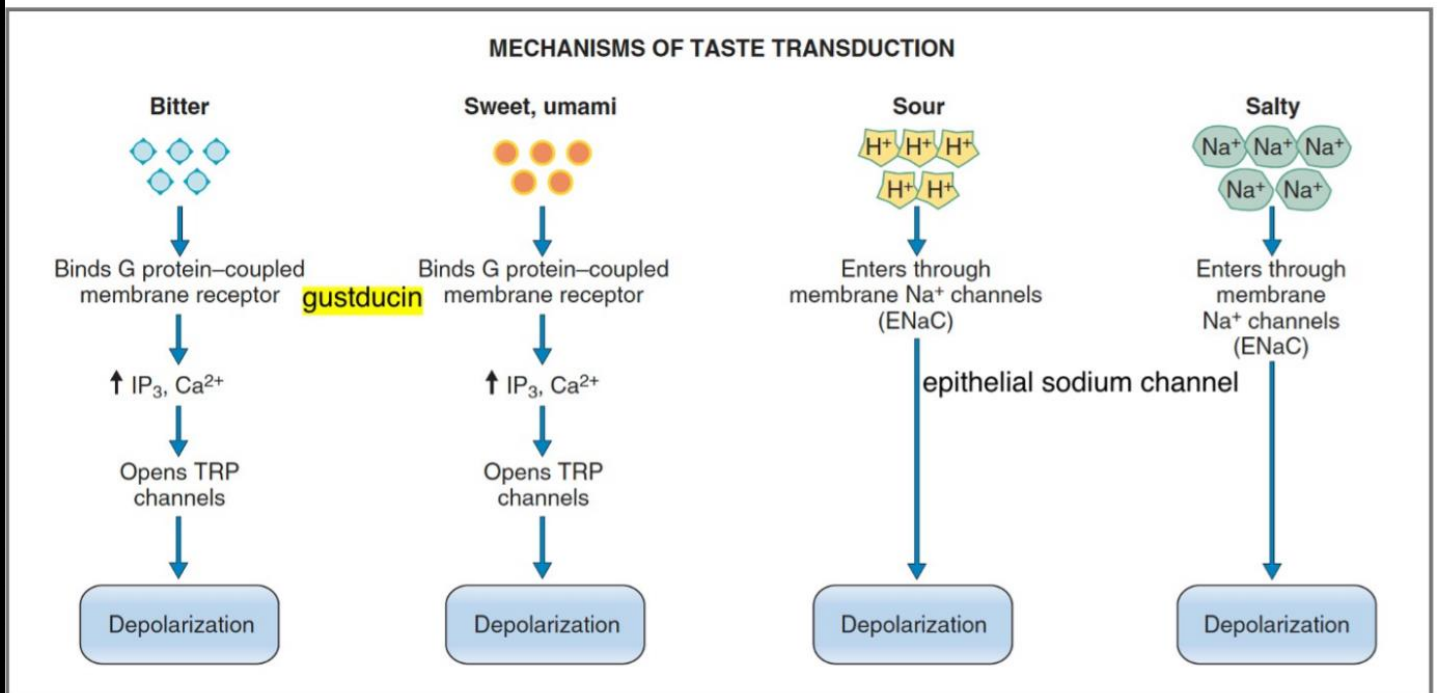 MECHANISMS OF TASTE TRANSDUCTION
Bitter
Binds G protein–coupled
membrane receptor
↑ IP₃, Ca²⁺
Opens TRP
channels
Depolarization
gustducin
Sweet, umami
Binds G protein–coupled
membrane receptor
↑ IP₃, Ca²⁺
Opens TRP
channels
Depolarization
Sour
H⁺ H⁺ H⁺
H⁺ H⁺
Enters through
membrane Na⁺ channels
(ENaC)
epithelial sodium channel
Depolarization
Salty
Na⁺ Na⁺ Na⁺
Na⁺ Na⁺
Enters through
membrane
Na⁺ channels
(ENaC)
Depolarization